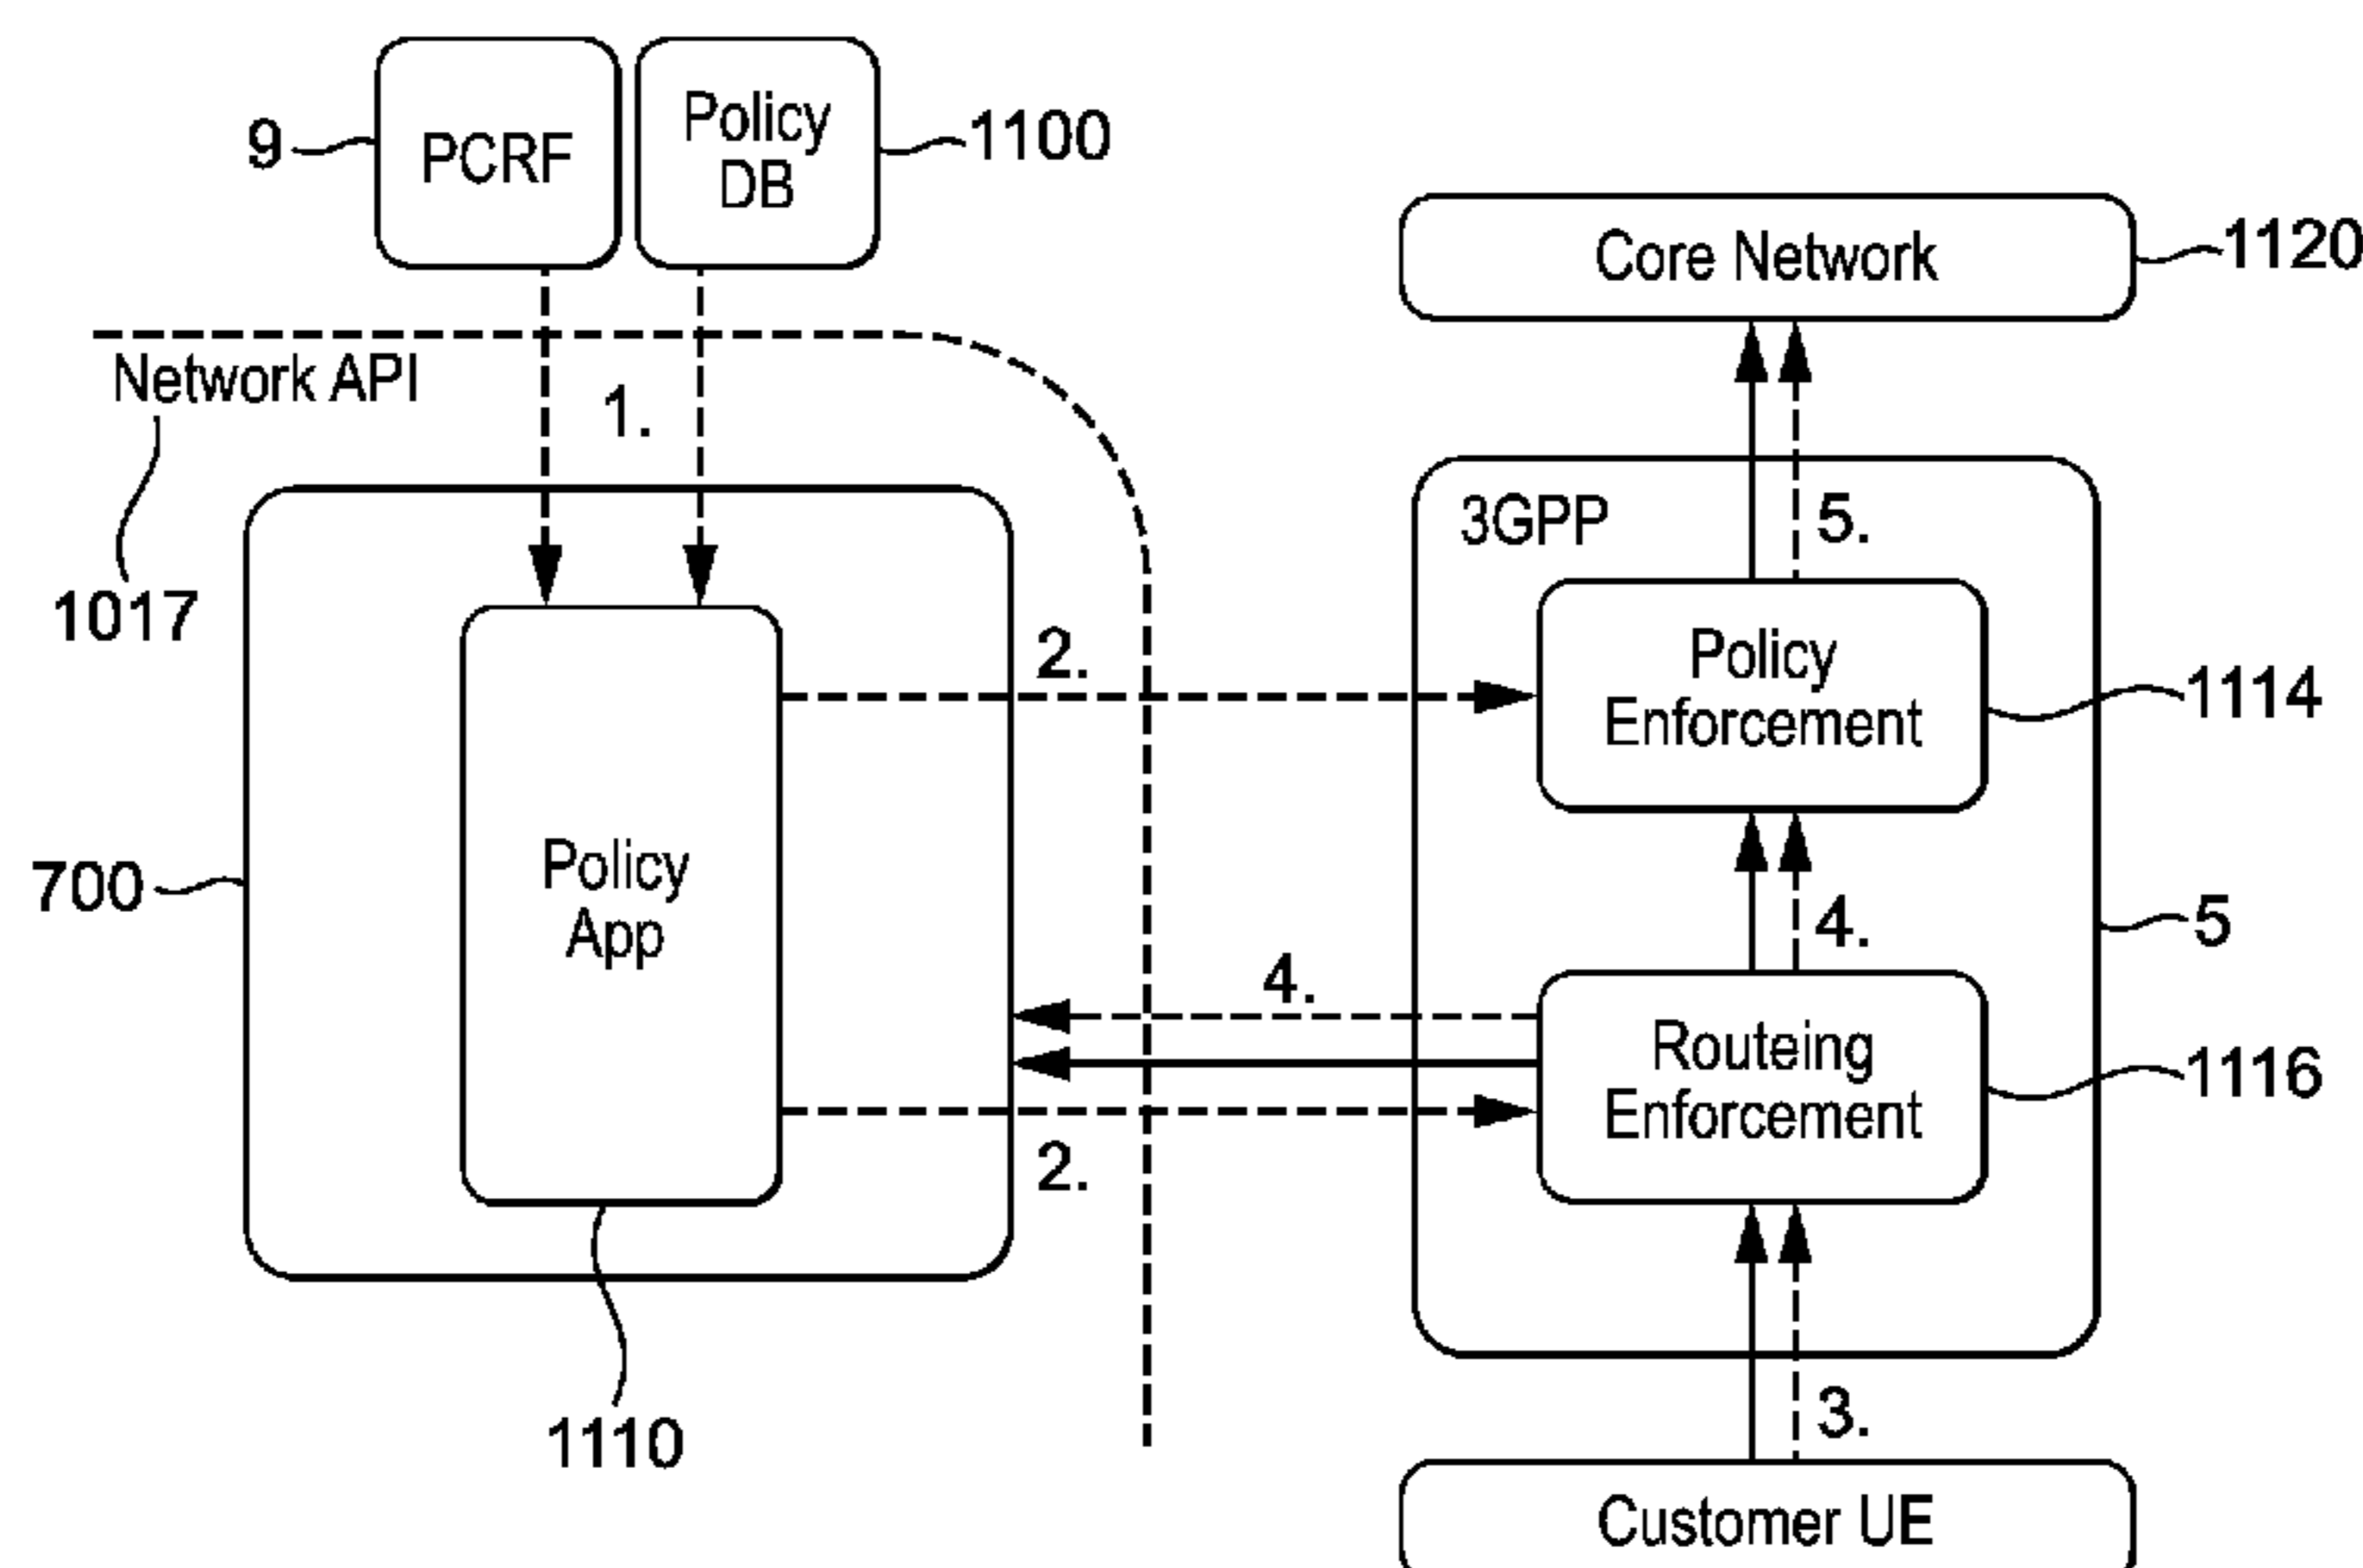 9
PCRF
Policy
DB
1100
Core Network
1120
Network API
1.
3GPP
5.
1017
2.
Policy
Enforcement
1114
700
Policy
App
4.
5
4.
Routeing
Enforcement
1116
2.
3.
1110
Customer UE